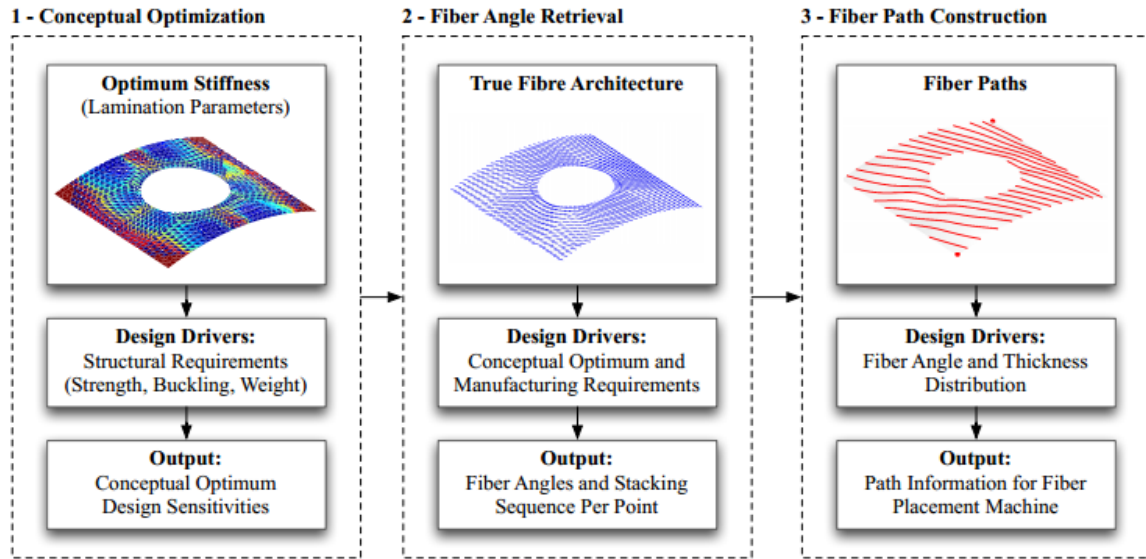 1 - Conceptual Optimization
Optimum Stiffness
(Lamination Parameters)
Design Drivers:
Structural Requirements
(Strength, Buckling, Weight)
Output:
Conceptual Optimum
Design Sensitivities
2 - Fiber Angle Retrieval
True Fibre Architecture
Design Drivers:
Conceptual Optimum and
Manufacturing Requirements
Output:
Fiber Angles and Stacking
Sequence Per Point
3 - Fiber Path Construction
Fiber Paths
Design Drivers:
Fiber Angle and Thickness
Distribution
Output:
Path Information for Fiber
Placement Machine